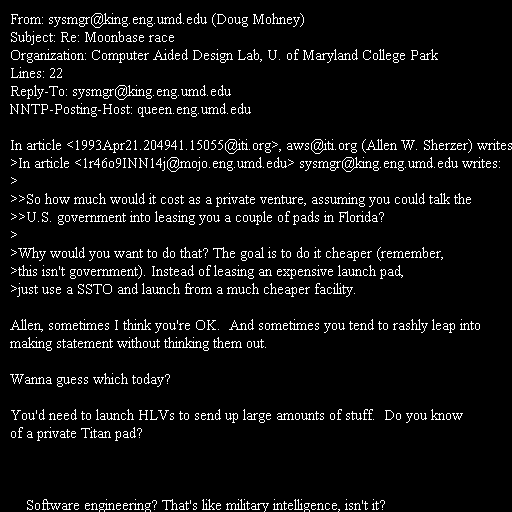 From: sysmgr@king.eng.umd.edu (Doug Mohney)
Subject: Re: Moonbase race
Organization: Computer Aided Design Lab, U. of Maryland College Park
Lines: 22
Reply-To: sysmgr@king.eng.umd.edu
NNTP-Posting-Host: queen.eng.umd.edu

In article <1993Apr21.204941.15055@iti.org>, aws@iti.org (Allen W. Sherzer) writes
>In article <1r46o9INN14j@mojo.eng.umd.edu> sysmgr@king.eng.umd.edu writes:
>
>>So how much would it cost as a private venture, assuming you could talk the
>>U.S. government into leasing you a couple of pads in Florida?
>
>Why would you want to do that? The goal is to do it cheaper (remember,
>this isn't government). Instead of leasing an expensive launch pad,
>just use a SSTO and launch from a much cheaper facility.

Allen, sometimes I think you're OK.  And sometimes you tend to rashly leap into
making statement without thinking them out.

Wanna guess which today?

You'd need to launch HLVs to send up large amounts of stuff.  Do you know
of a private Titan pad?

Software engineering? That's like military intelligence, isn't it?